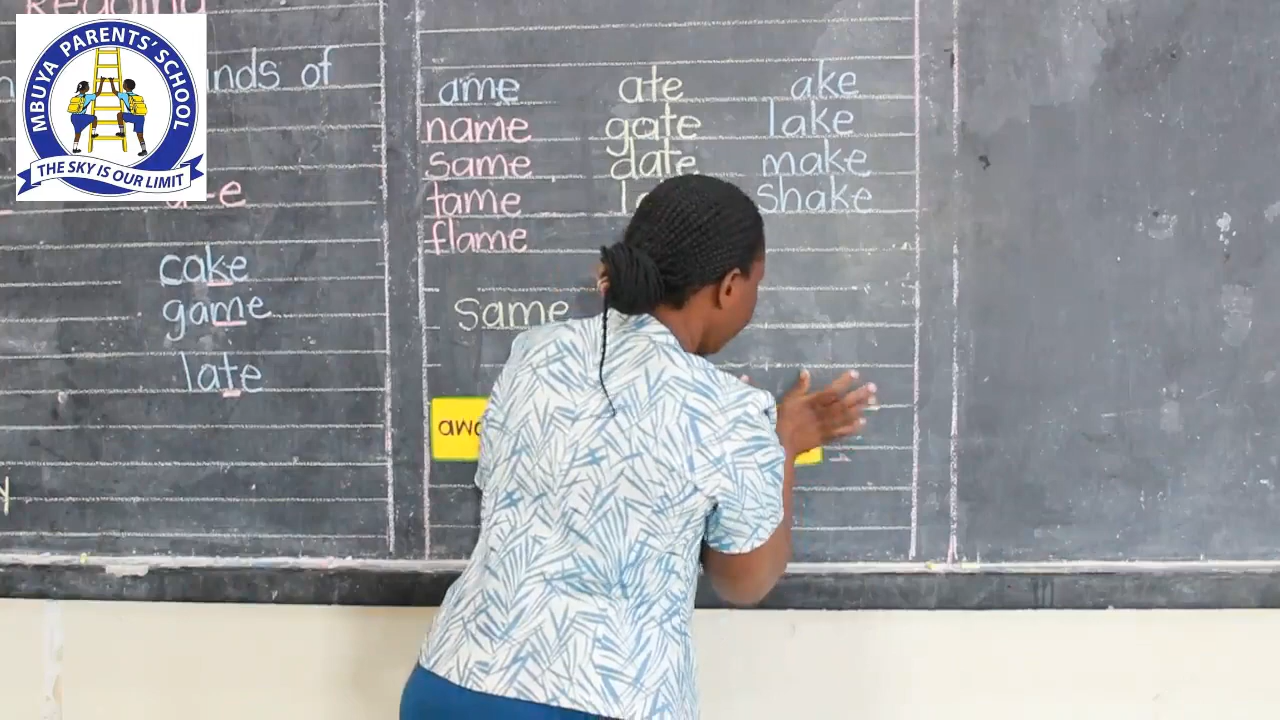 Reading
MBUYA PARENTS' SCHOOL
THE SKY IS OUR LIMIT
of
cake
game
late
ame ate ake
name gate lake
same date make
tame shake
flame
same